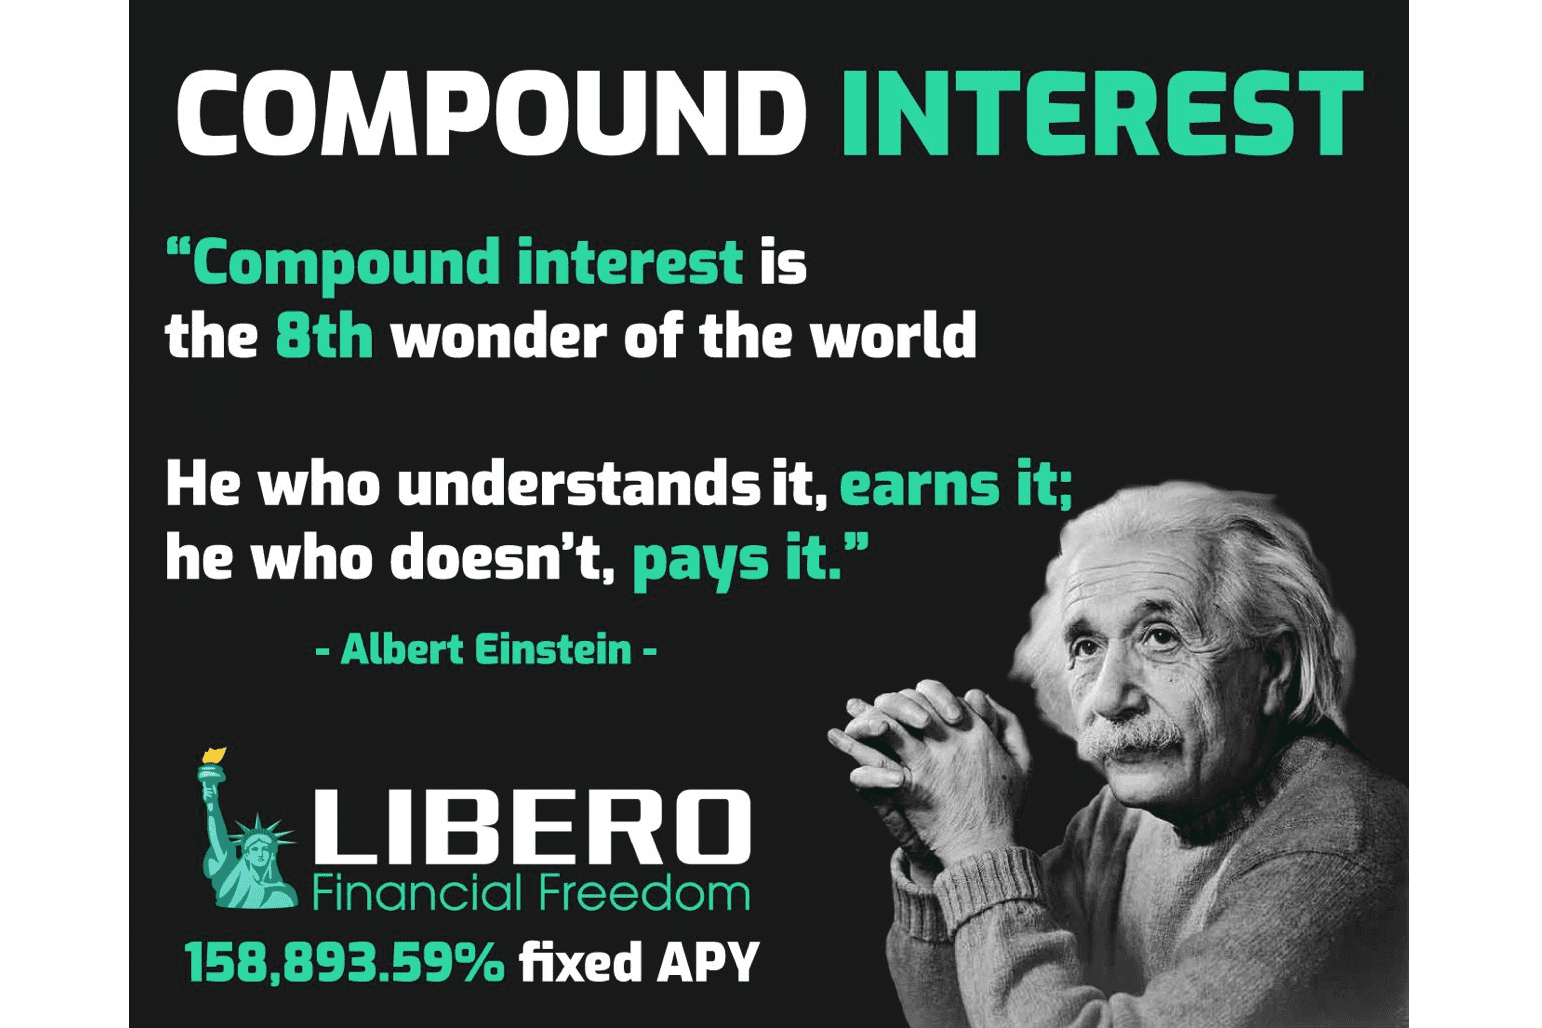 COMPOUND INTEREST
“Compound interest is
the 8th wonder of the world
He who understands it, earns it;
he who doesn’t, pays it.”
- Albert Einstein -
LIBERO
Financial Freedom
158,893.59% fixed APY